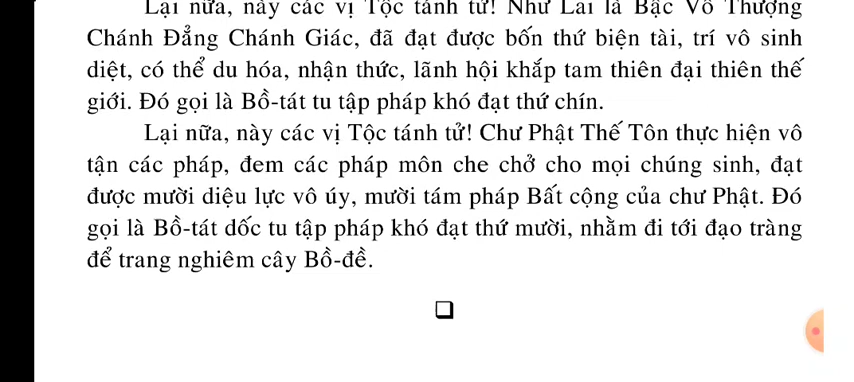 Lại nữa, này các vị Tộc tánh tử! Như Lai là Bậc Vô Thượng
Chánh Đẳng Chánh Giác, đã đạt được bốn thứ biện tài, trí vô sinh
diệt, có thể du hóa, nhận thức, lãnh hội khắp tam thiên đại thiên thế
giới. Đó gọi là Bồ-tát tu tập pháp khó đạt thứ chín.
Lại nữa, này các vị Tộc tánh tử! Chư Phật Thế Tôn thực hiện vô
tận các pháp, đem các pháp môn che chở cho mọi chúng sinh, đạt
được mười diệu lực vô úy, mười tám pháp Bất cộng của chư Phật. Đó
gọi là Bồ-tát dốc tu tập pháp khó đạt thứ mười, nhằm đi tới đạo tràng
để trang nghiêm cây Bồ-đề.